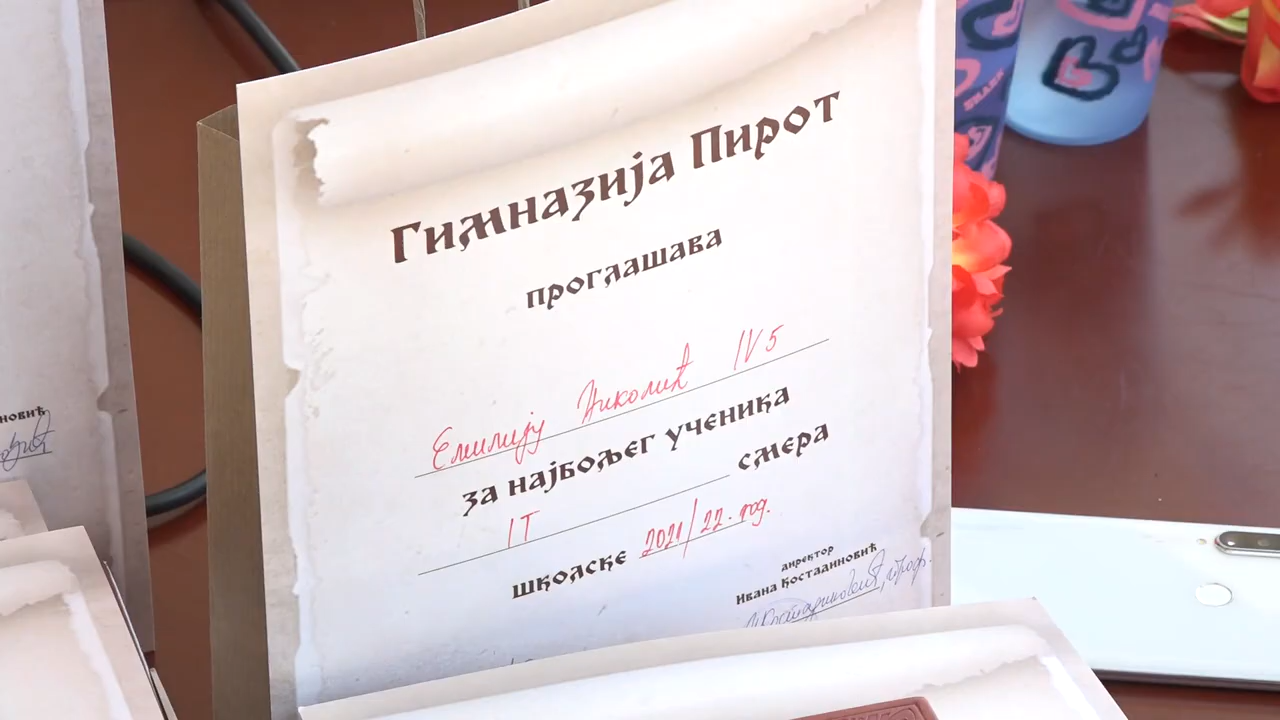 Гимназија Пирот
проглашава
Емилију Николић IV5
за најбољег ученика
IT смера
школске 2021/22. год.
директор
Ивана Костадиновић